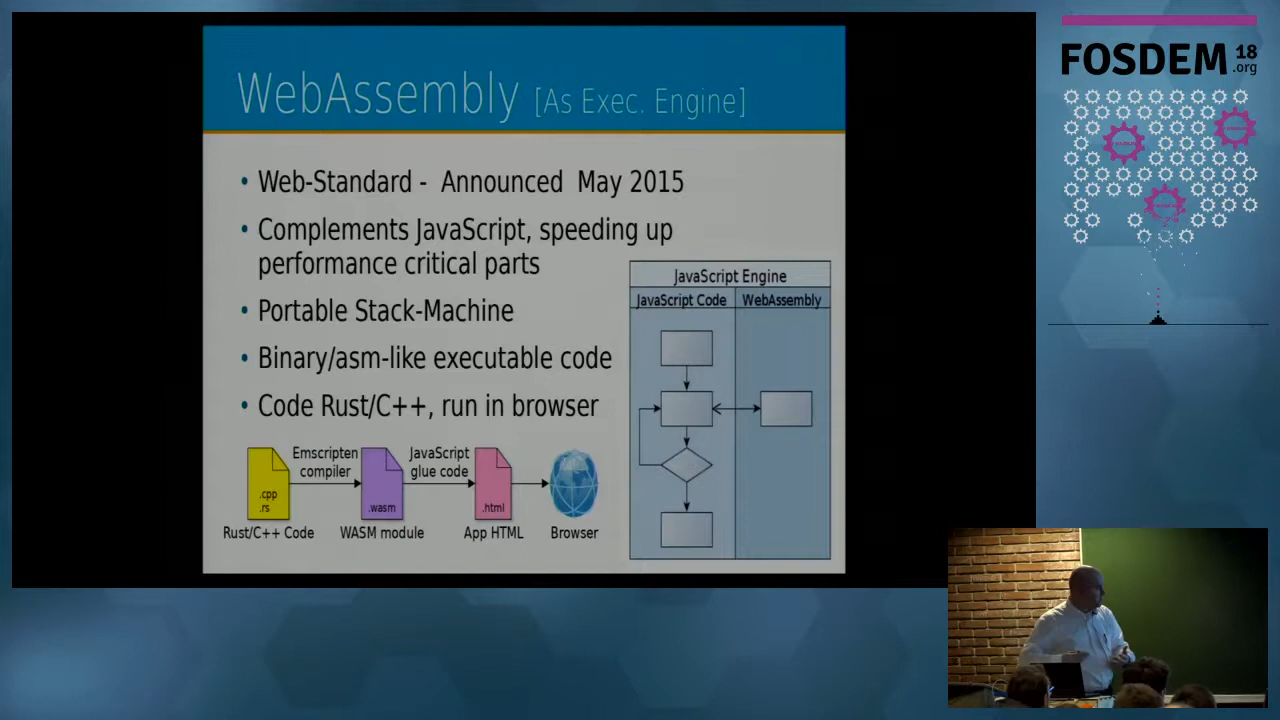 WebAssembly [As Exec. Engine]
• Web-Standard - Announced May 2015
• Complements JavaScript, speeding up
performance critical parts
• Portable Stack-Machine
• Binary/asm-like executable code
• Code Rust/C++, run in browser
JavaScript Engine
JavaScript Code WebAssembly
Emscripten
compiler
JavaScript
glue code
.cpp
.rs
.wasm
.html
Rust/C++ Code
WASM module
App HTML
Browser
FOSDEM 18
.org